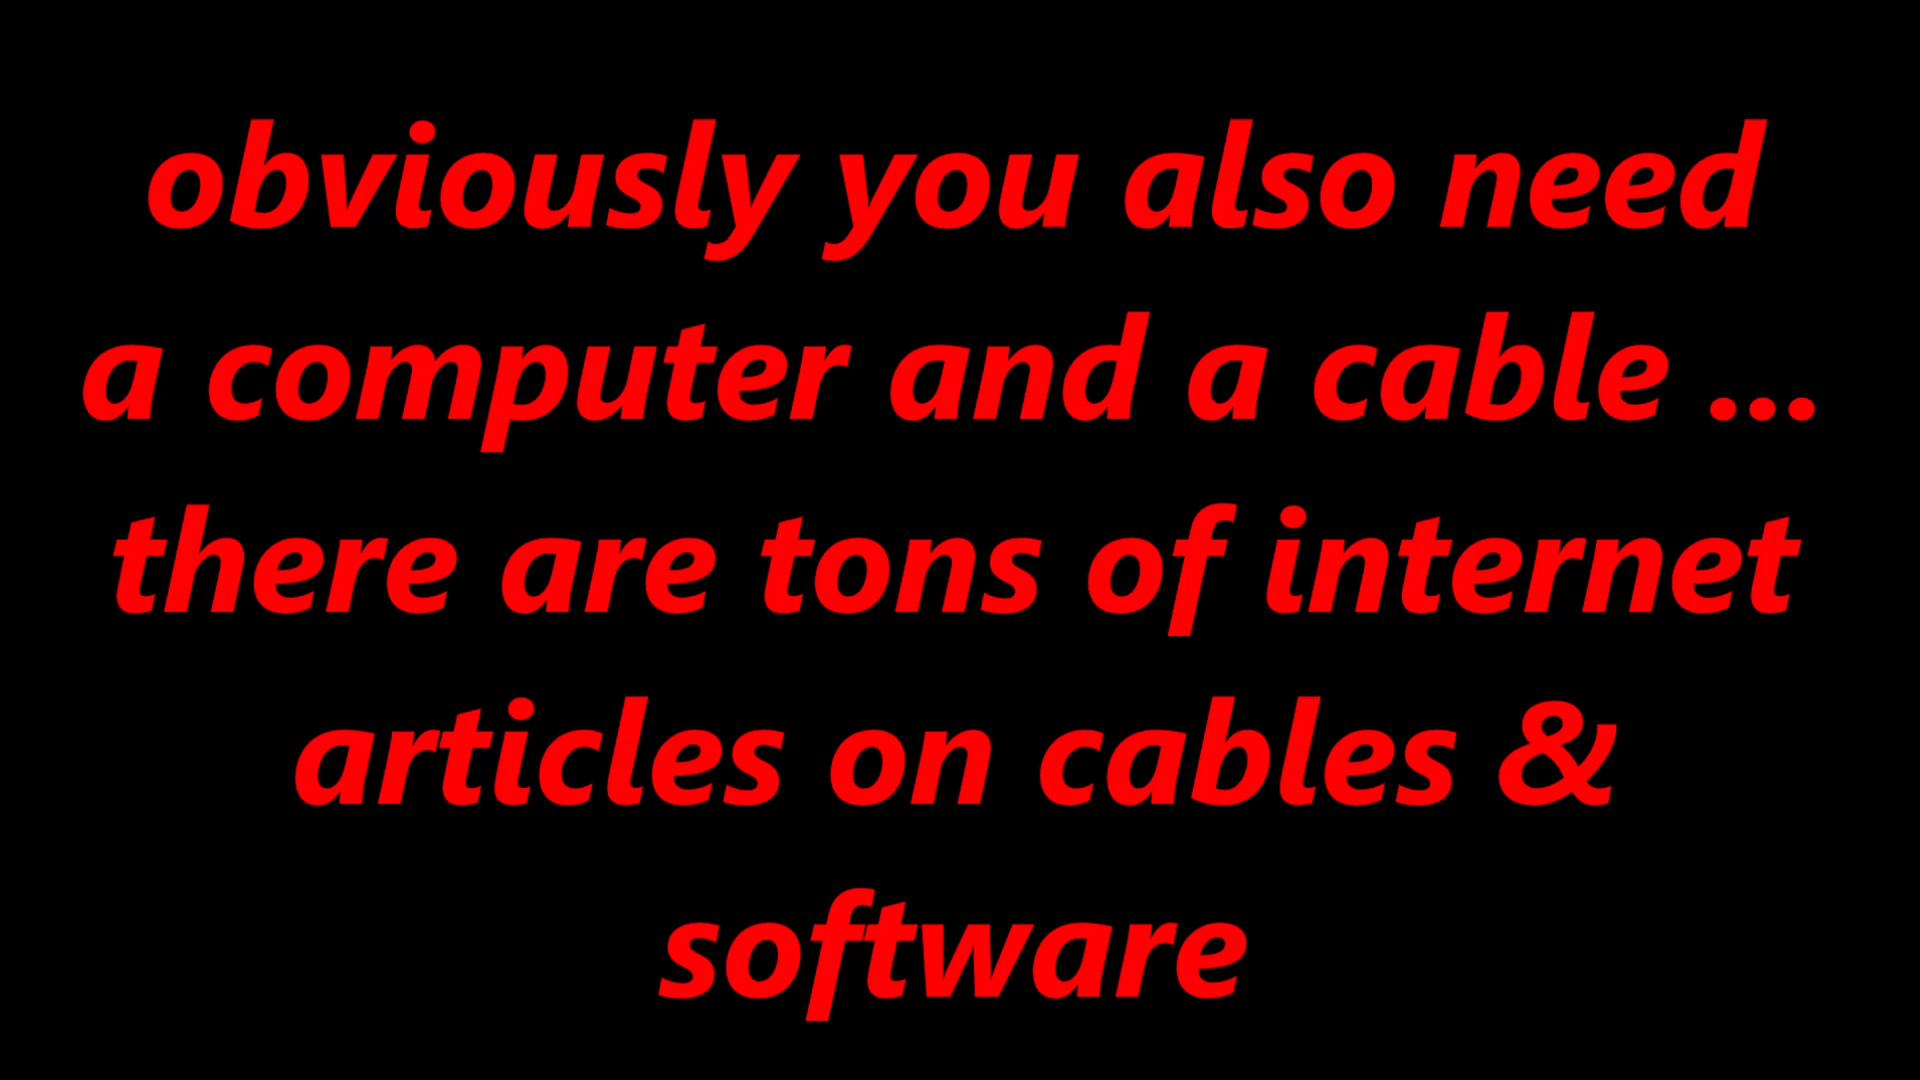 obviously you also need
a computer and a cable ...
there are tons of internet
articles on cables &
software